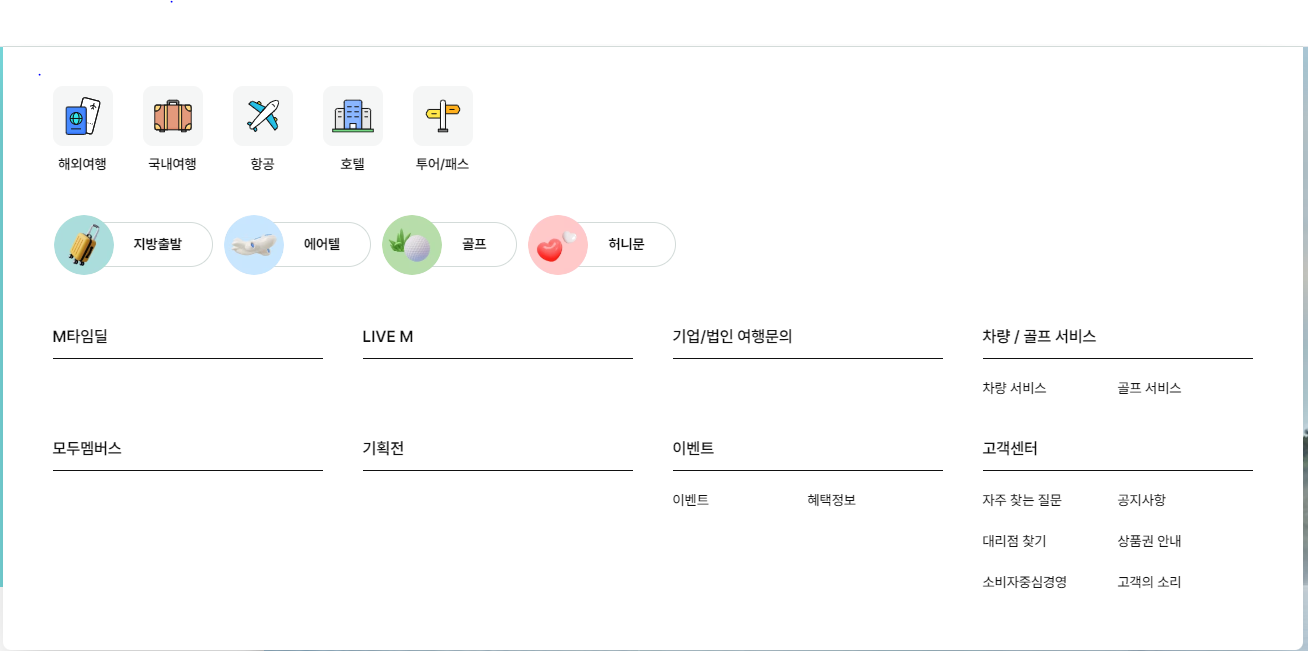 해외여행
국내여행
항공
호텔
투어/패스
지방출발
에어텔
골프
허니문
M타임딜
LIVE M
기업/법인 여행문의
차량 / 골프 서비스
차량 서비스
골프 서비스
모두멤버스
기획전
이벤트
고객센터
이벤트
혜택정보
자주 찾는 질문
공지사항
대리점 찾기
상품권 안내
소비자중심경영
고객의 소리